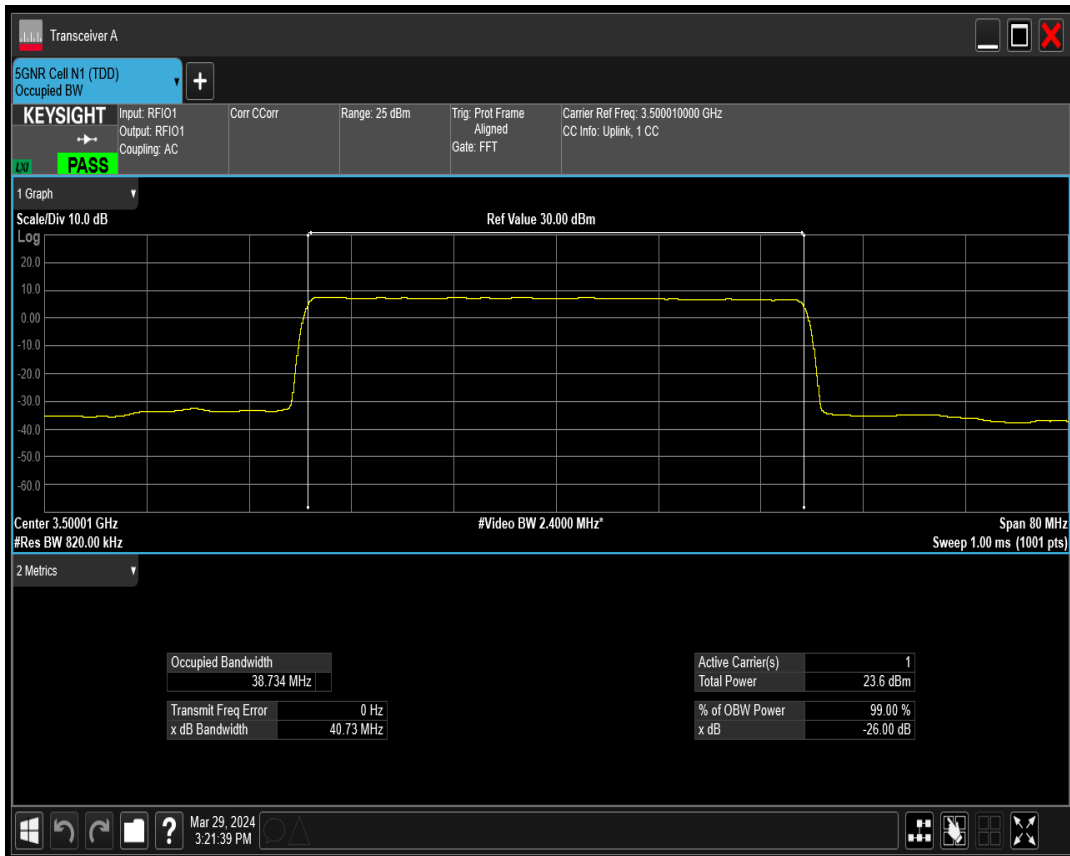 Transceiver A
5GNR Cell N1 (TDD)
Occupied BW
+
KEYSIGHT
LXI
PASS
Input: RFIO1
Output: RFIO1
Coupling: AC
Corr CCorr
Range: 25 dBm
Trig: Prot Frame
Aligned
Gate: FFT
Carrier Ref Freq: 3.500010000 GHz
CC Info: Uplink, 1 CC
1 Graph
Scale/Div 10.0 dB
Ref Value 30.00 dBm
Log
20.0
10.0
0.00
-10.0
-20.0
-30.0
-40.0
-50.0
-60.0
Center 3.50001 GHz
#Video BW 2.4000 MHz*
Span 80 MHz
#Res BW 820.00 kHz
Sweep 1.00 ms (1001 pts)
2 Metrics
Occupied Bandwidth
38.734 MHz
Transmit Freq Error 0 Hz
x dB Bandwidth 40.73 MHz
Active Carrier(s) 1
Total Power 23.6 dBm
% of OBW Power 99.00 %
x dB -26.00 dB
?
Mar 29, 2024
3:21:39 PM